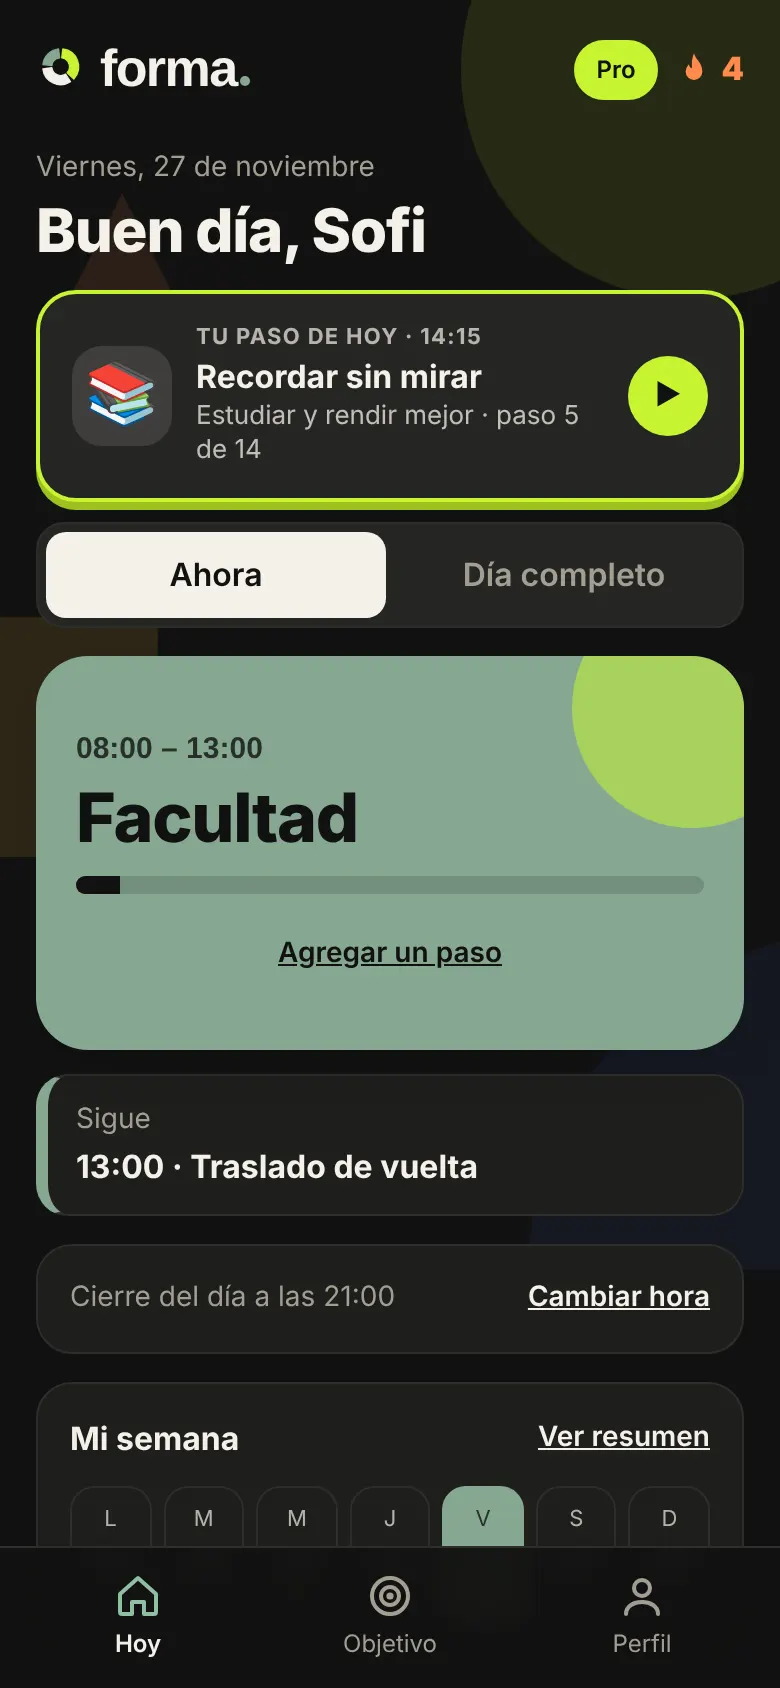 forma.
Pro
4
Viernes, 27 de noviembre
Buen día, Sofi
TU PASO DE HOY · 14:15
Recordar sin mirar
Estudiar y rendir mejor · paso 5
de 14
Ahora
Día completo
08:00 – 13:00
Facultad
Agregar un paso
Sigue
13:00 · Traslado de vuelta
Cierre del día a las 21:00
Cambiar hora
Mi semana
Ver resumen
L M M J V S D
Hoy
Objetivo
Perfil